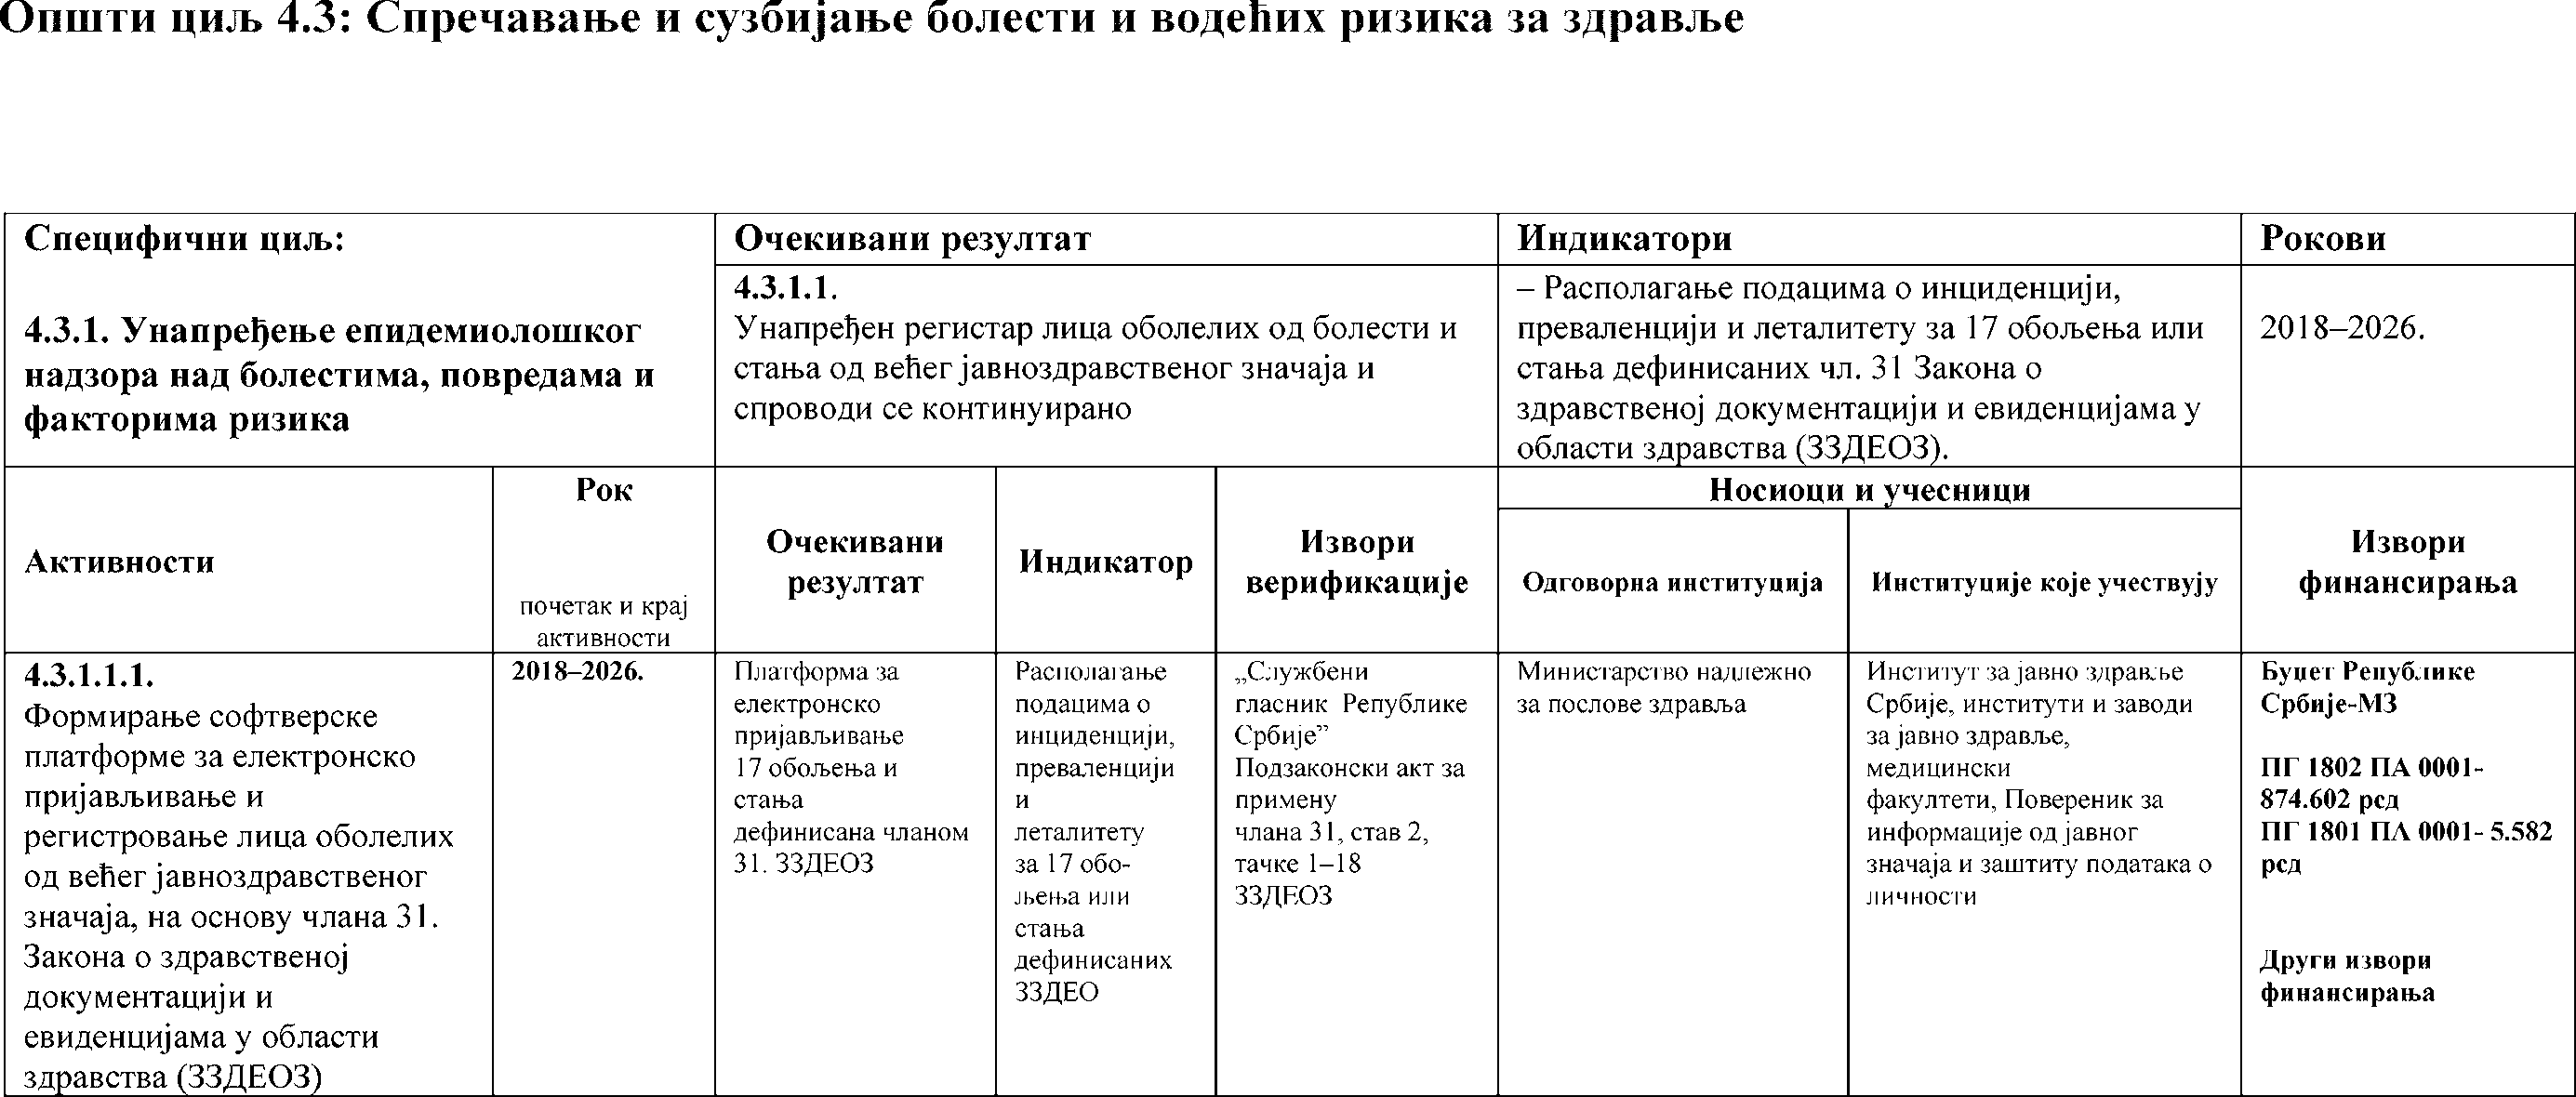 Општи циљ 4.3: Спречавање и сузбијање болести и водећих ризика за здравље
Специфични циљ:
4.3.1. Унапређење епидемиолошког
надзора над болестима, повредама и
факторима ризика
Очекивани резултат
4.3.1.1.
Унапређен регистар лица оболелих од болести и
стања од већег јавноздравственог значаја и
спроводи се континуирано
Индикатори
– Располагање подацима о инциденцији,
преваленцији и леталитету за 17 обољења или
стања дефинисаних чл. 31 Закона о
здравственој документацији и евиденцијама у
области здравства (ЗЗДЕОЗ).
Рокови
2018–2026.
Активности
Рок
почетак и крај
активности
Очекивани
резултат
Индикатор
Извори
верификације
Носиоци и учесници
Одговорна институција
Институције које учествују
Извори
финансирања
4.3.1.1.1.
Формирање софтверске
платформе за електронско
пријављивање и
регистровање лица оболелих
од већег јавноздравственог
значаја, на основу члана 31.
Закона о здравственој
документацији и
евиденцијама у области
здравства (ЗЗДЕОЗ)
2018–2026.
Платформа за
електронско
пријављивање
17 обољења и
стања
дефинисана чланом
31. ЗЗДЕОЗ
Располагање
подацима о
инциденцији,
преваленцији
и
леталитету
за 17 обо-
љења или
стања
дефинисаних
ЗЗДЕО
„Службени
гласник Републике
Србије”
Подзаконски акт за
примену
члана 31, став 2,
тачке 1–18
ЗЗДЕОЗ
Министарство надлежно
за послове здравља
Институт за јавно здравље
Србије, институти и заводи
за јавно здравље,
медицински
факултети, Повереник за
информације од јавног
значаја и заштиту података о
личности
Буџет Републике
Србије-МЗ
ПГ 1802 ПА 0001-
874.602 рсд
ПГ 1801 ПА 0001- 5.582
рсд
Други извори
финансирања